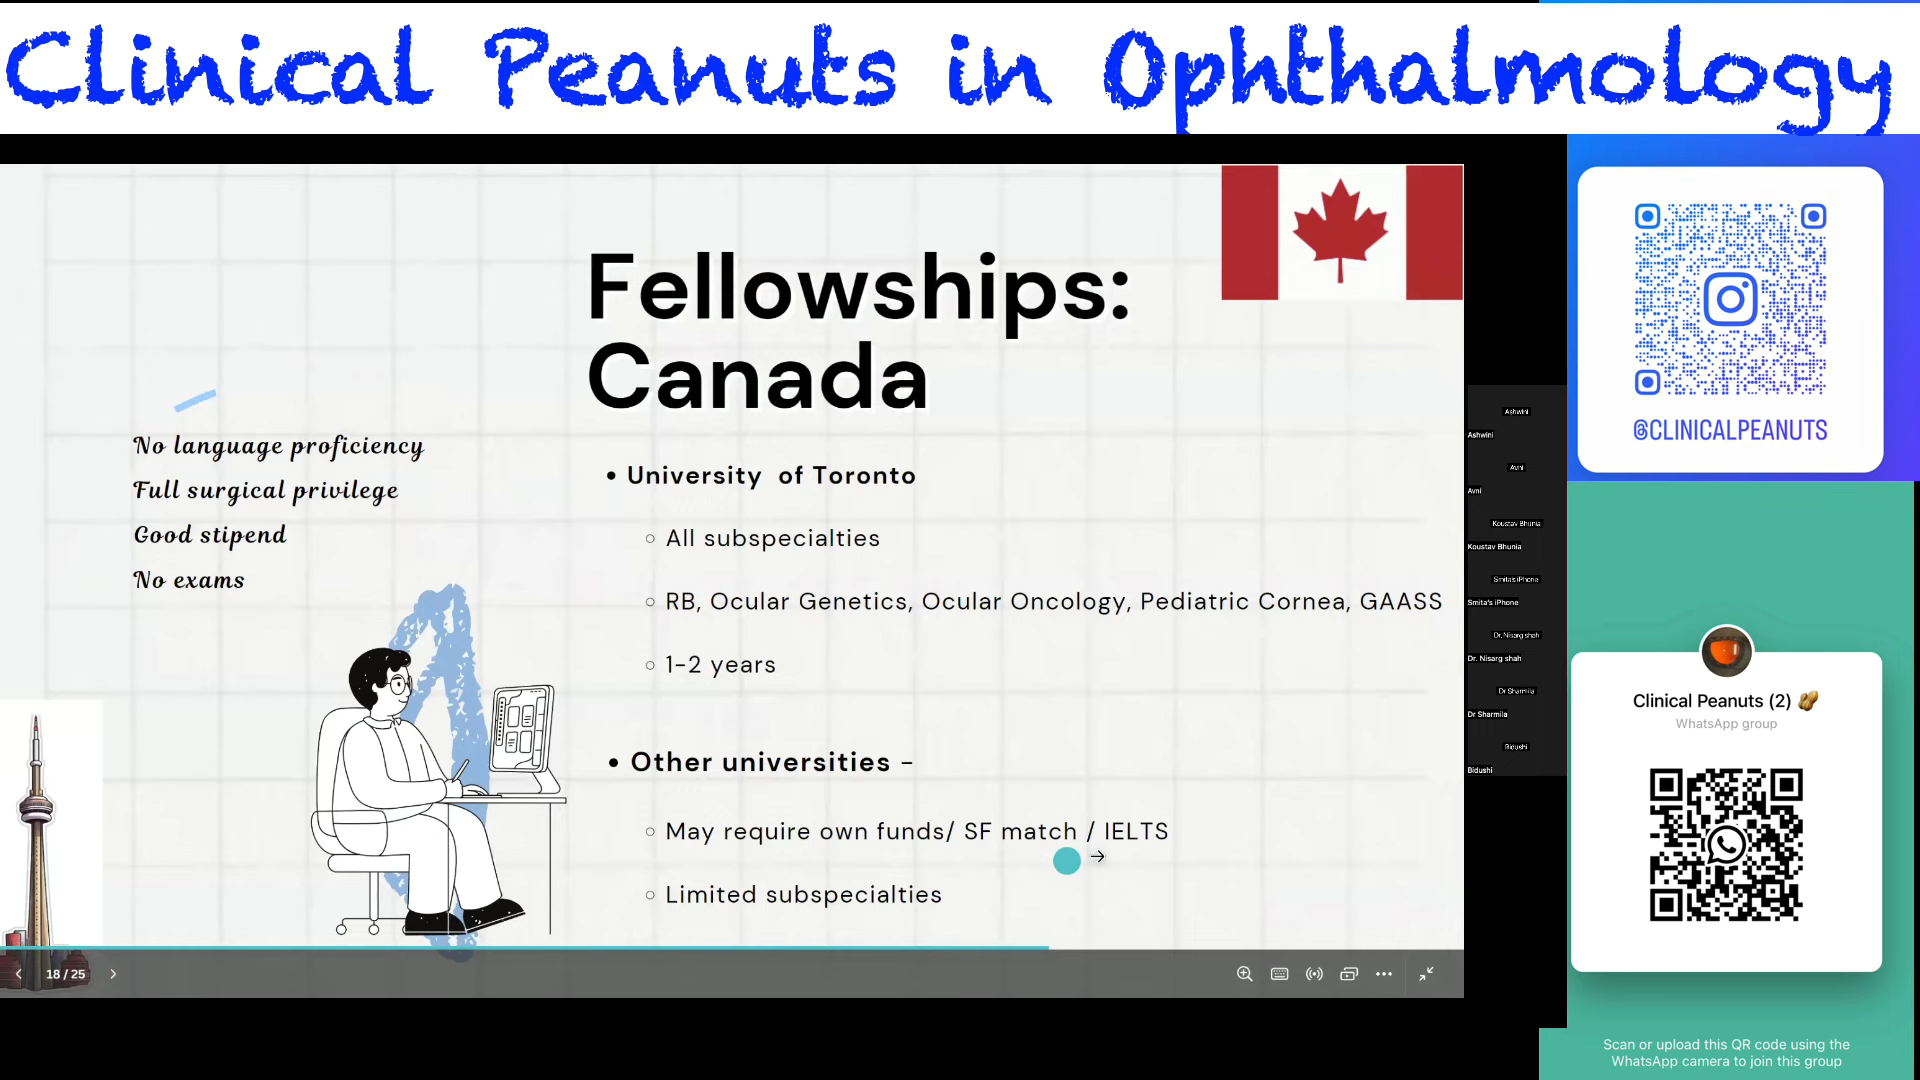 Clinical Peanuts in Ophthalmology
Fellowships:
Canada
No language proficiency
Full surgical privilege
Good stipend
No exams
• University of Toronto
○ All subspecialties
○ RB, Ocular Genetics, Ocular Oncology, Pediatric Cornea, GAASS
○ 1-2 years
• Other universities -
○ May require own funds/ SF match / IELTS
○ Limited subspecialties
18 / 25
Ashwini
Ashwini
Avni
Avni
Koustav Bhunia
Koustav Bhunia
Smita's iPhone
Smita's iPhone
Dr. Nisarg shah
Dr. Nisarg shah
Dr Sharmila
Dr Sharmila
Bidushi
Bidushi
@CLINICALPEANUTS
Clinical Peanuts (2) 🥜
WhatsApp group
Scan or upload this QR code using the
WhatsApp camera to join this group